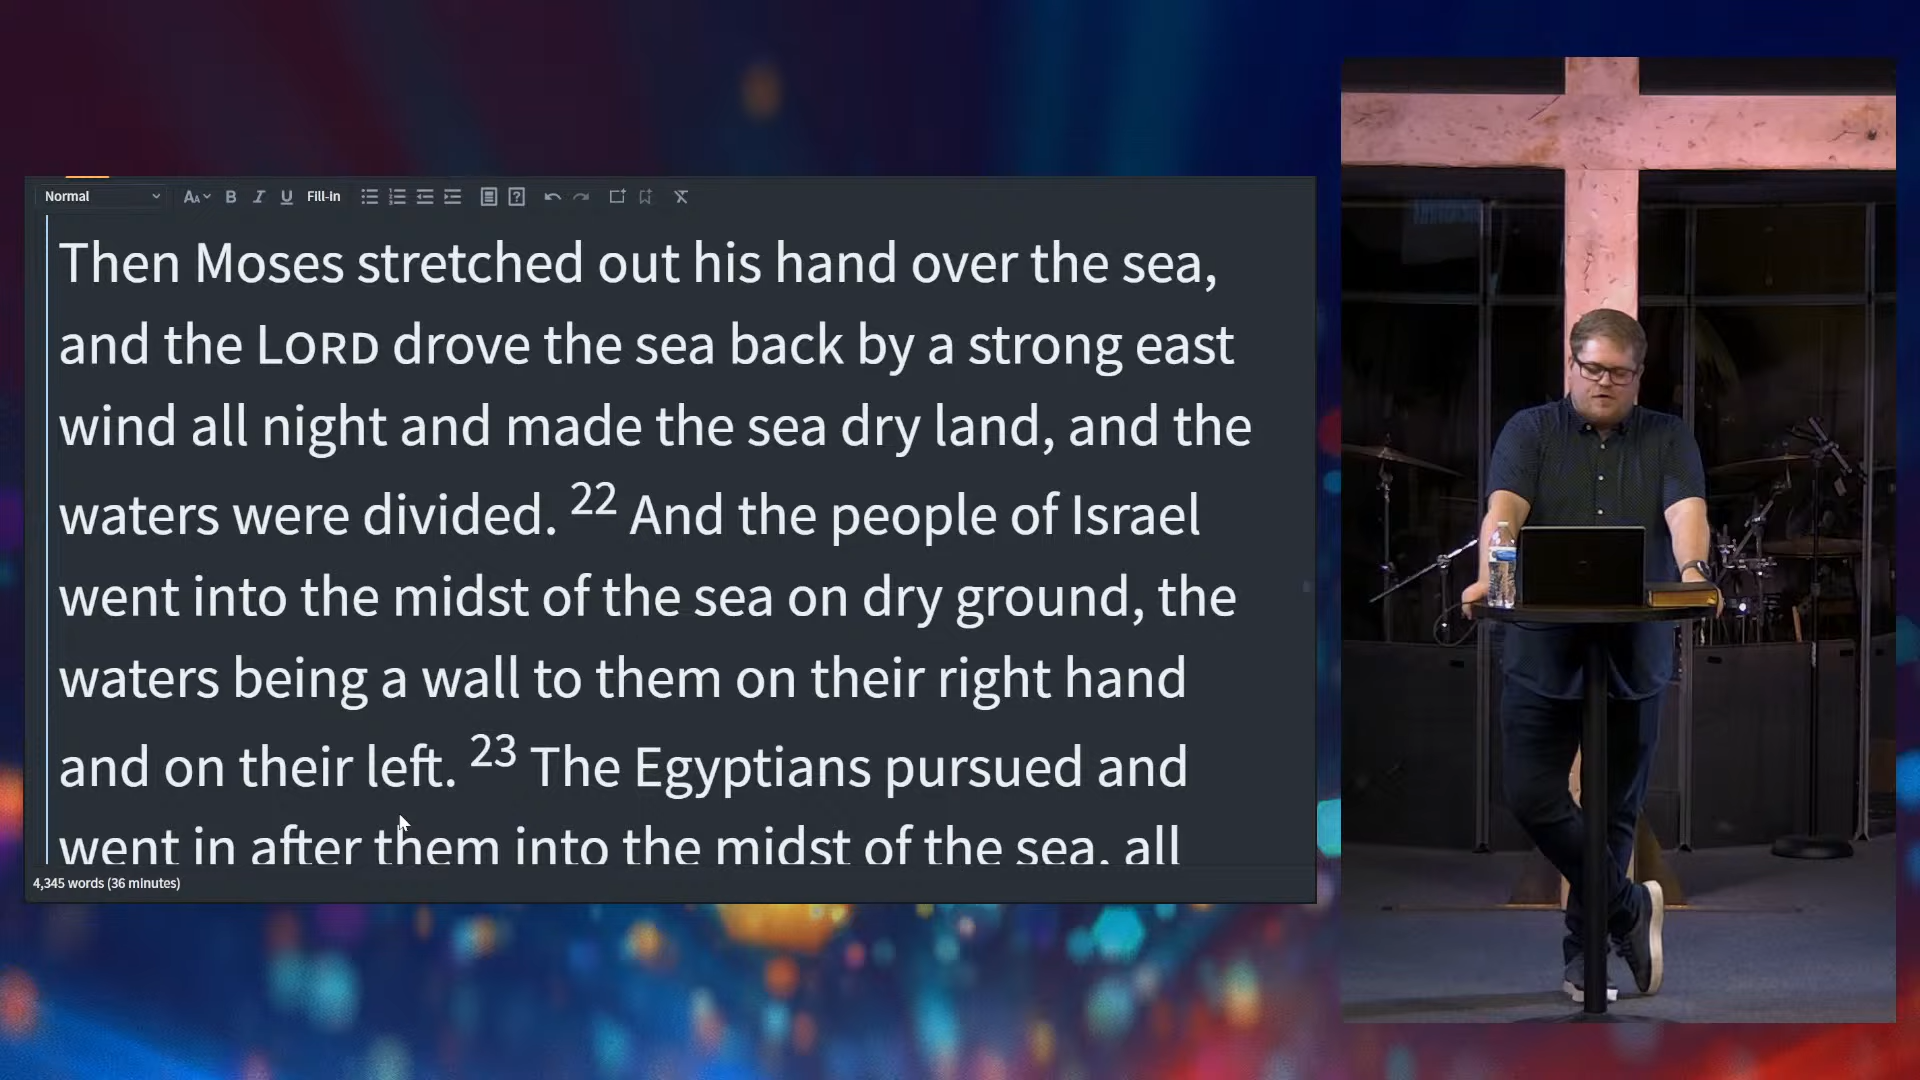 Normal
Fill-In
Then Moses stretched out his hand over the sea,
and the LORD drove the sea back by a strong east
wind all night and made the sea dry land, and the
waters were divided. 22 And the people of Israel
went into the midst of the sea on dry ground, the
waters being a wall to them on their right hand
and on their left. 23 The Egyptians pursued and
went in after them into the midst of the sea, all
4,345 words (36 minutes)